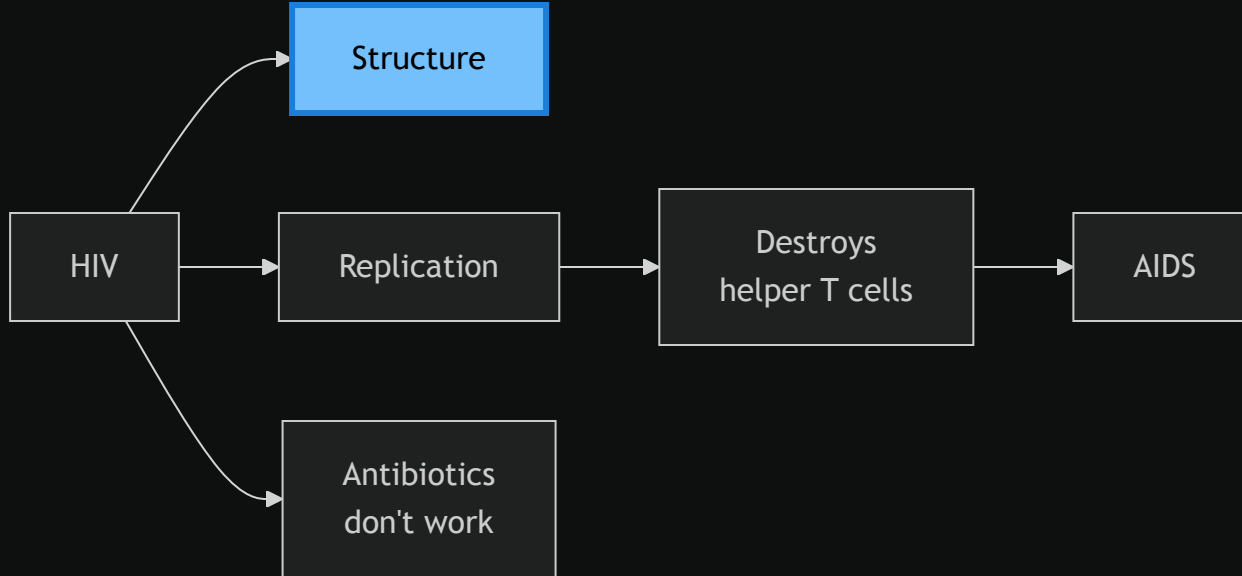 Structure
HIV
Replication
Destroys
helper T cells
AIDS
Antibiotics
don't work